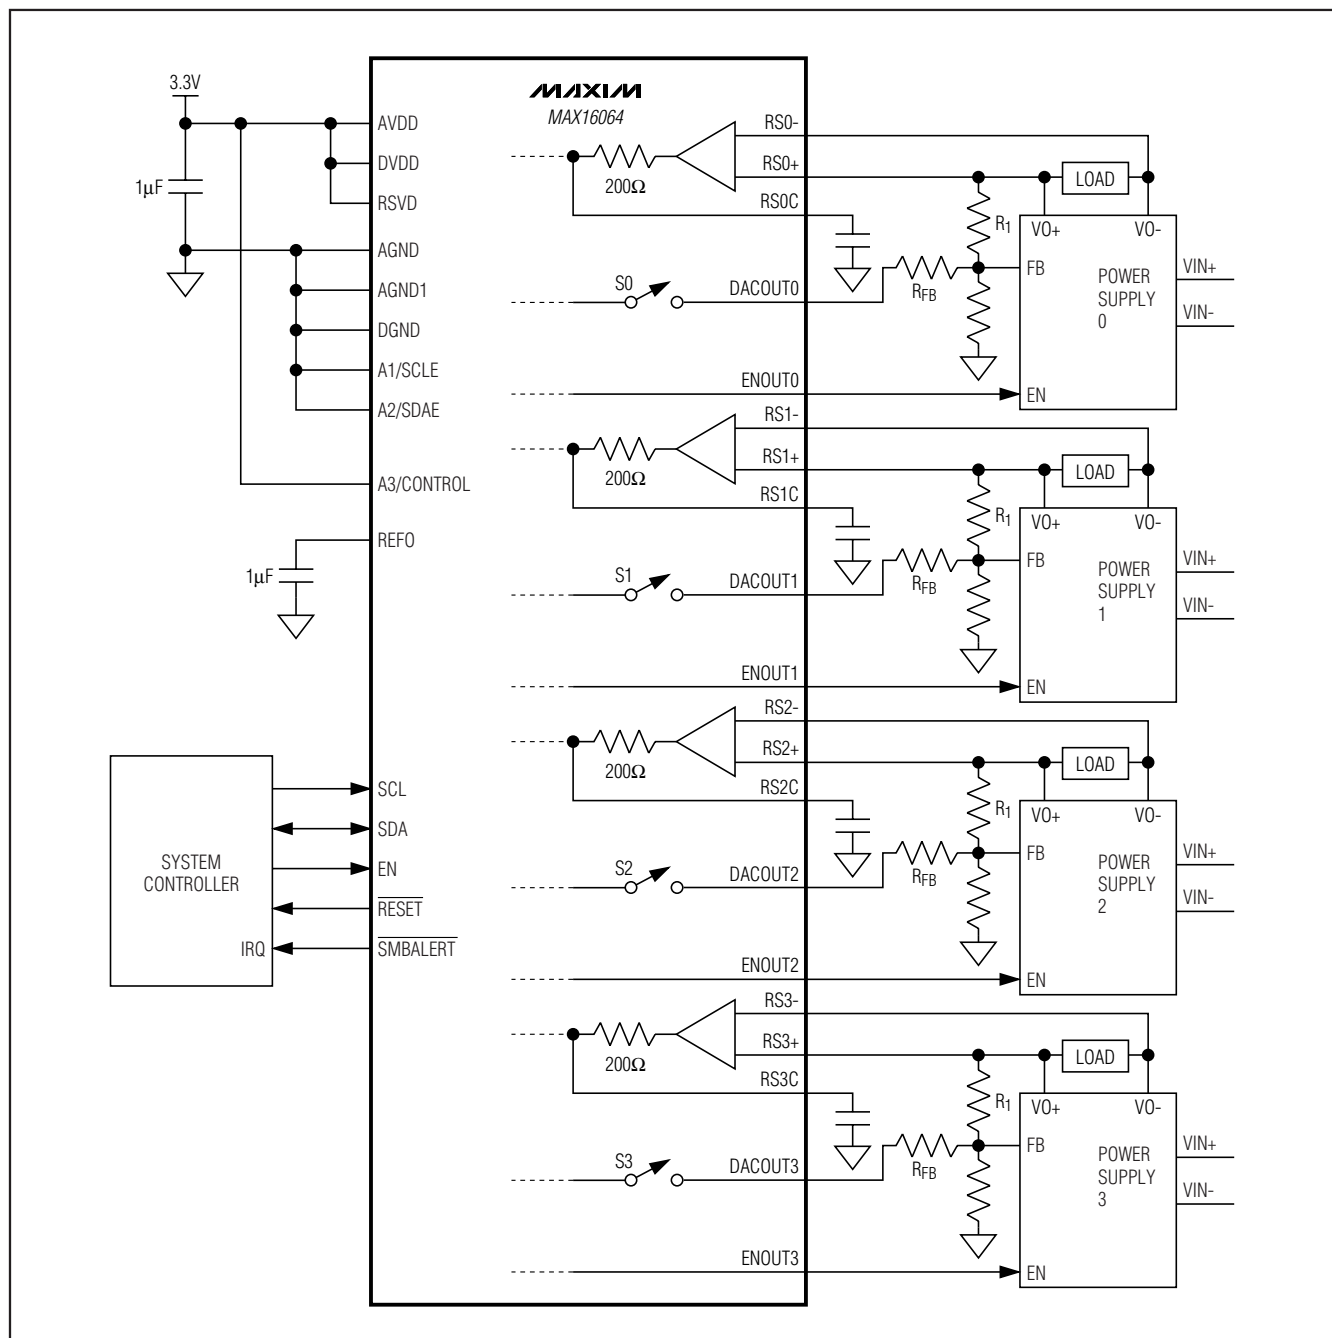 3.3V
1µF
MAXIM
MAX16064
AVDD
DVDD
RSVD
AGND
AGND1
DGND
A1/SCLE
A2/SDAE
A3/CONTROL
REFO
1µF
SYSTEM
CONTROLLER
IRQ
SCL
SDA
EN
RESET
SMBALERT
200Ω
RS0-
RS0+
RS0C
S0
DACOUT0
ENOUT0
RFB
R1
LOAD
VO+
VO-
FB
POWER
SUPPLY
0
EN
VIN+
VIN-
200Ω
RS1-
RS1+
RS1C
S1
DACOUT1
ENOUT1
RFB
R1
LOAD
VO+
VO-
FB
POWER
SUPPLY
1
EN
VIN+
VIN-
200Ω
RS2-
RS2+
RS2C
S2
DACOUT2
ENOUT2
RFB
R1
LOAD
VO+
VO-
FB
POWER
SUPPLY
2
EN
VIN+
VIN-
200Ω
RS3-
RS3+
RS3C
S3
DACOUT3
ENOUT3
RFB
R1
LOAD
VO+
VO-
FB
POWER
SUPPLY
3
EN
VIN+
VIN-